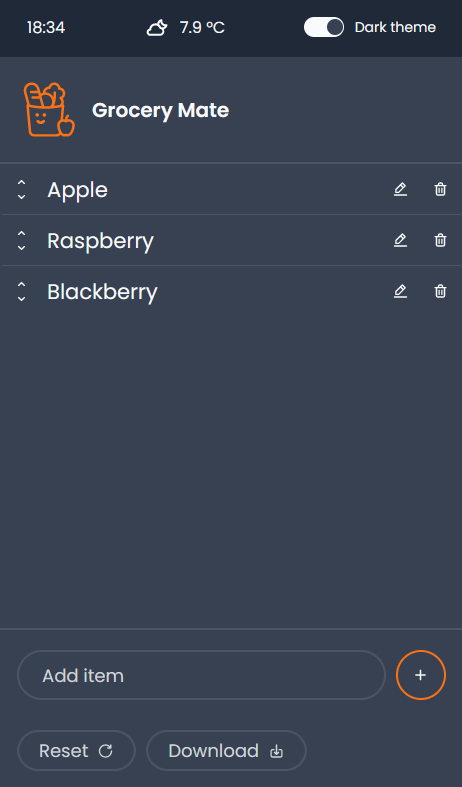 18:34 7.9 ºC Dark theme
Grocery Mate
Apple
Raspberry
Blackberry
Add item +
Reset Download